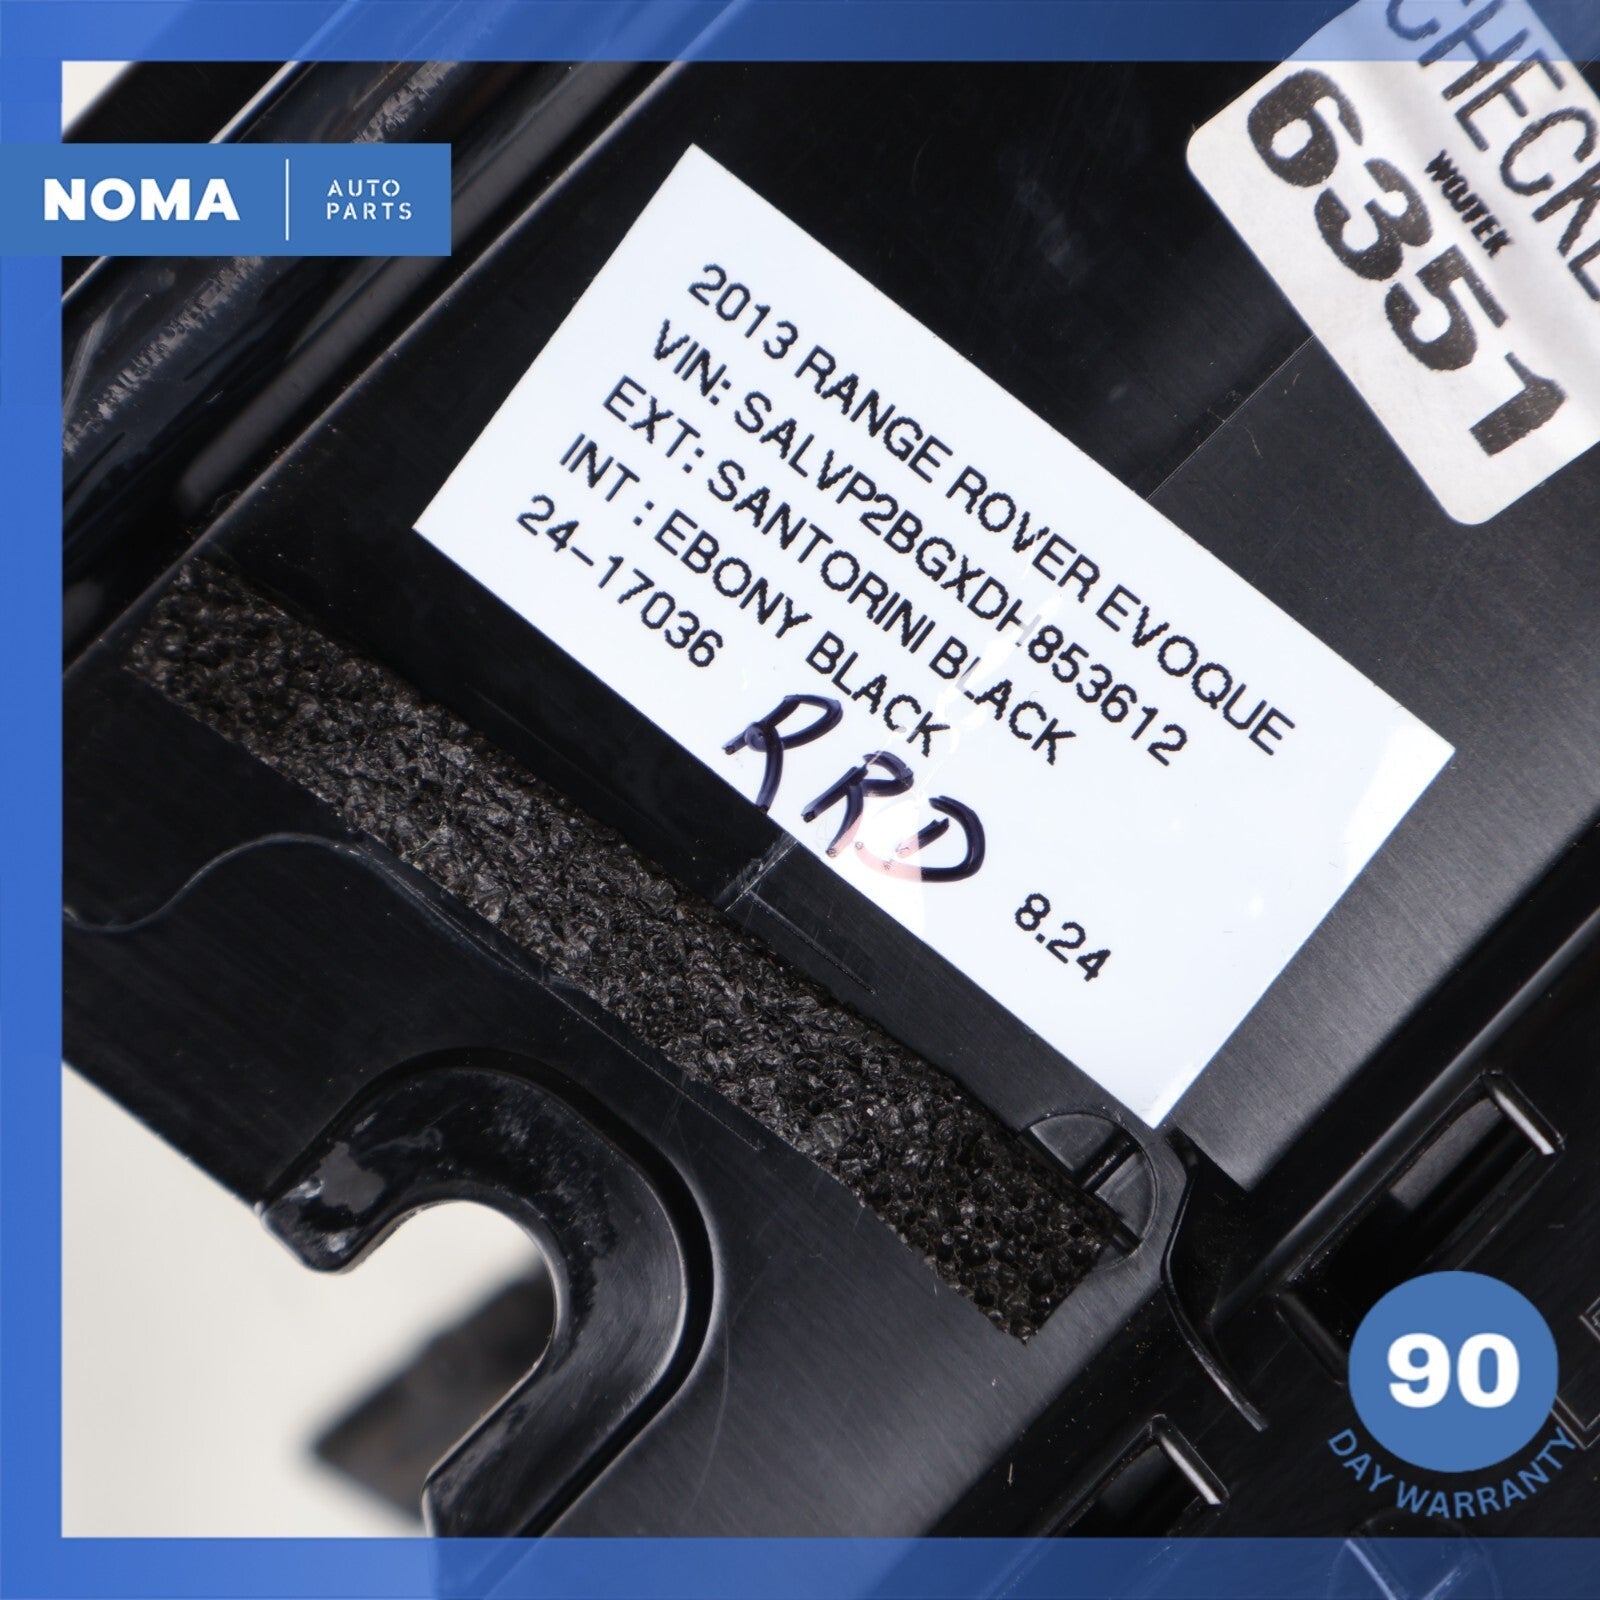 NOMA
AUTO
PARTS
CHECKE
WOJTEK
6351
2013 RANGE ROVER EVOQUE
VIN: SALVP2BGXDH853612
EXT: SANTORINI BLACK
INT : EBONY BLACK
24-17036
RRD
8.24
90
DAY WARRANTY